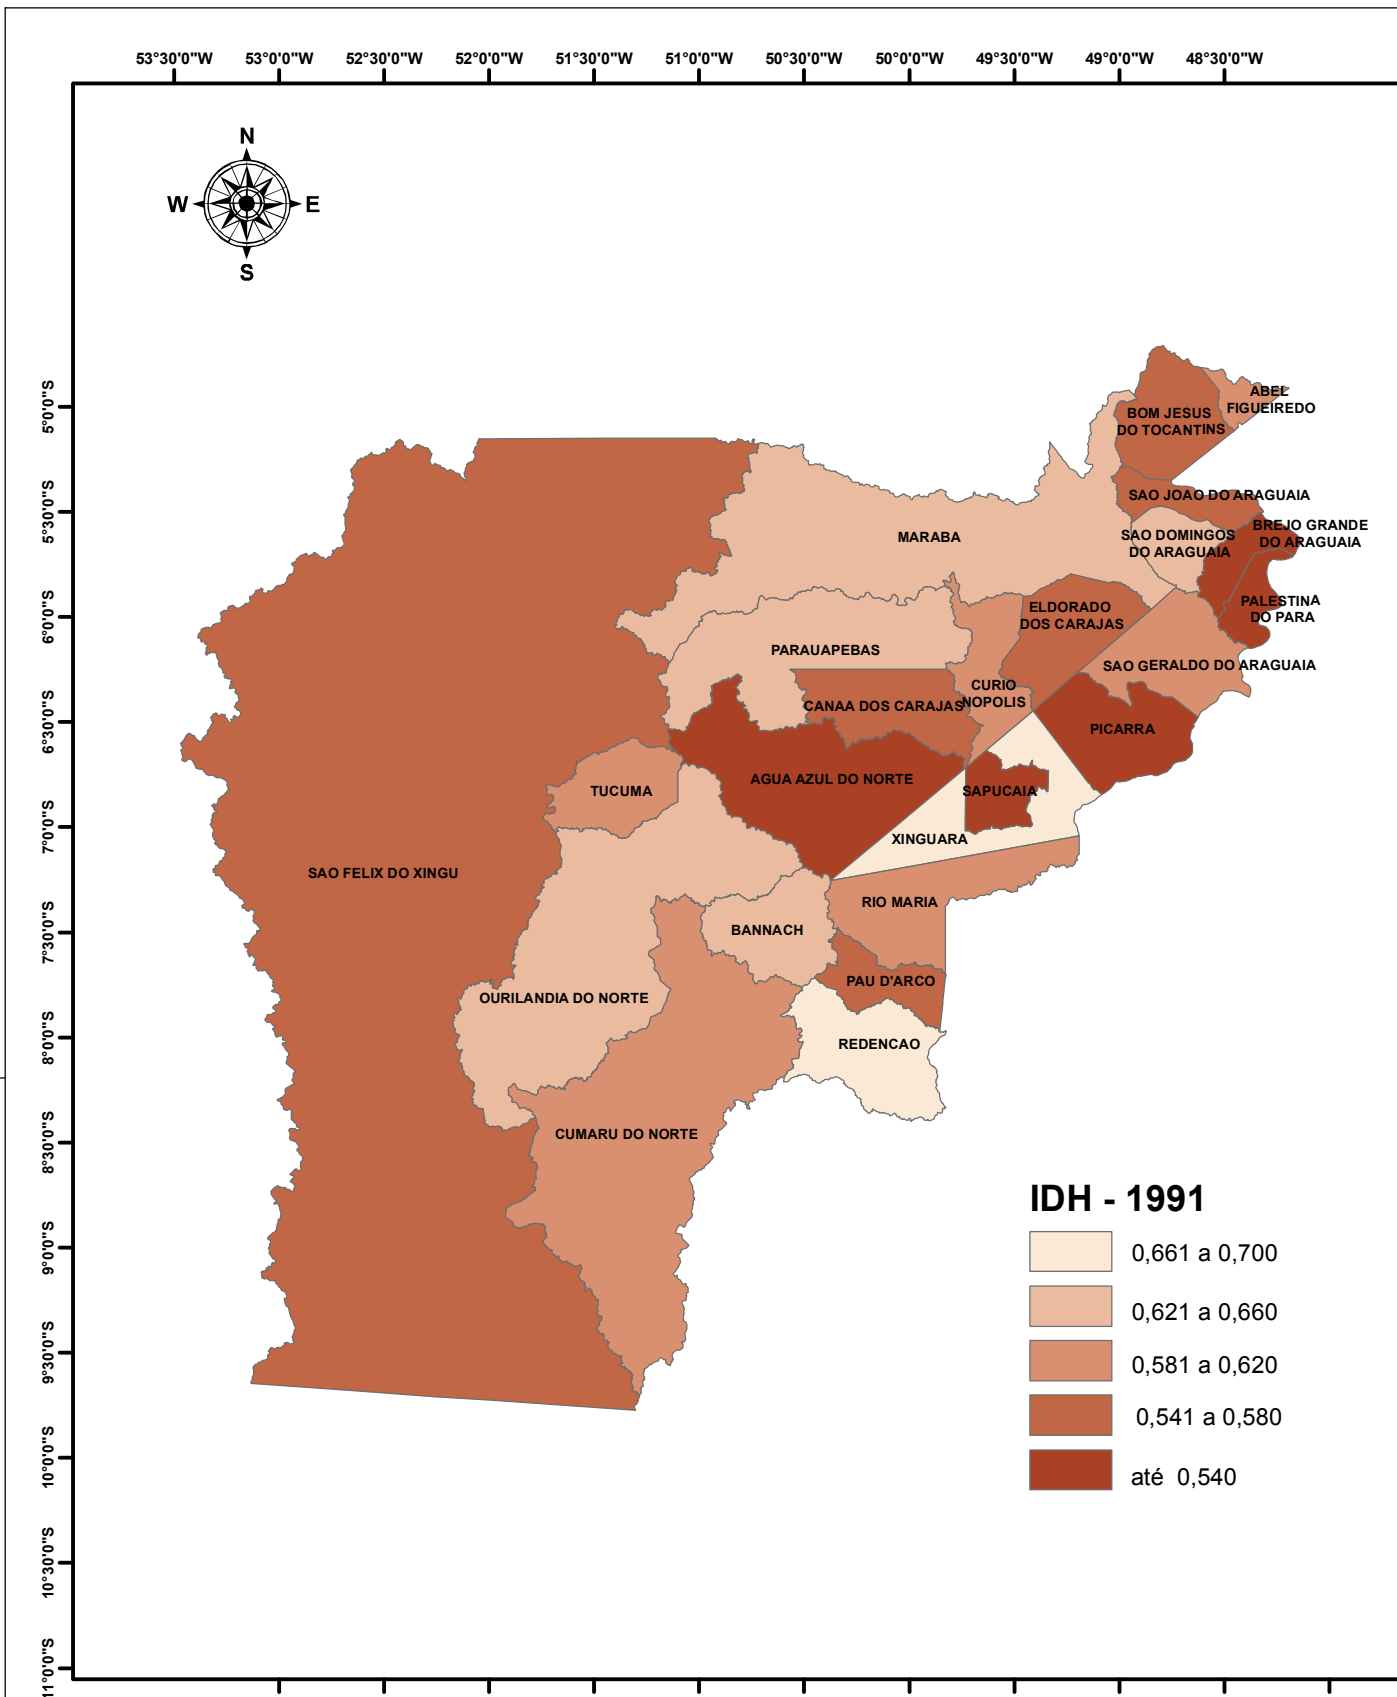 53°30'0"W 53°0'0"W 52°30'0"W 52°0'0"W 51°30'0"W 51°0'0"W 50°30'0"W 50°0'0"W 49°30'0"W 49°0'0"W 48°30'0"W
N
W E
S
5°0'0"S
5°30'0"S
6°0'0"S
6°30'0"S
7°0'0"S
7°30'0"S
8°0'0"S
8°30'0"S
9°0'0"S
9°30'0"S
10°0'0"S
10°30'0"S
11°0'0"S
ABEL
FIGUEIREDO
BOM JESUS
DO TOCANTINS
SAO JOAO DO ARAGUAIA
BREJO GRANDE
DO ARAGUAIA
SAO DOMINGOS
DO ARAGUAIA
MARABA
PALESTINA
DO PARA
ELDORADO
DOS CARAJAS
PARAUAPEBAS
SAO GERALDO DO ARAGUAIA
CURIO
NOPOLIS
CANAA DOS CARAJAS
PICARRA
AGUA AZUL DO NORTE
TUCUMA
SAPUCAIA
XINGUARA
SAO FELIX DO XINGU
RIO MARIA
BANNACH
PAU D'ARCO
OURILANDIA DO NORTE
REDENCAO
CUMARU DO NORTE
IDH - 1991
0,661 a 0,700
0,621 a 0,660
0,581 a 0,620
0,541 a 0,580
até 0,540